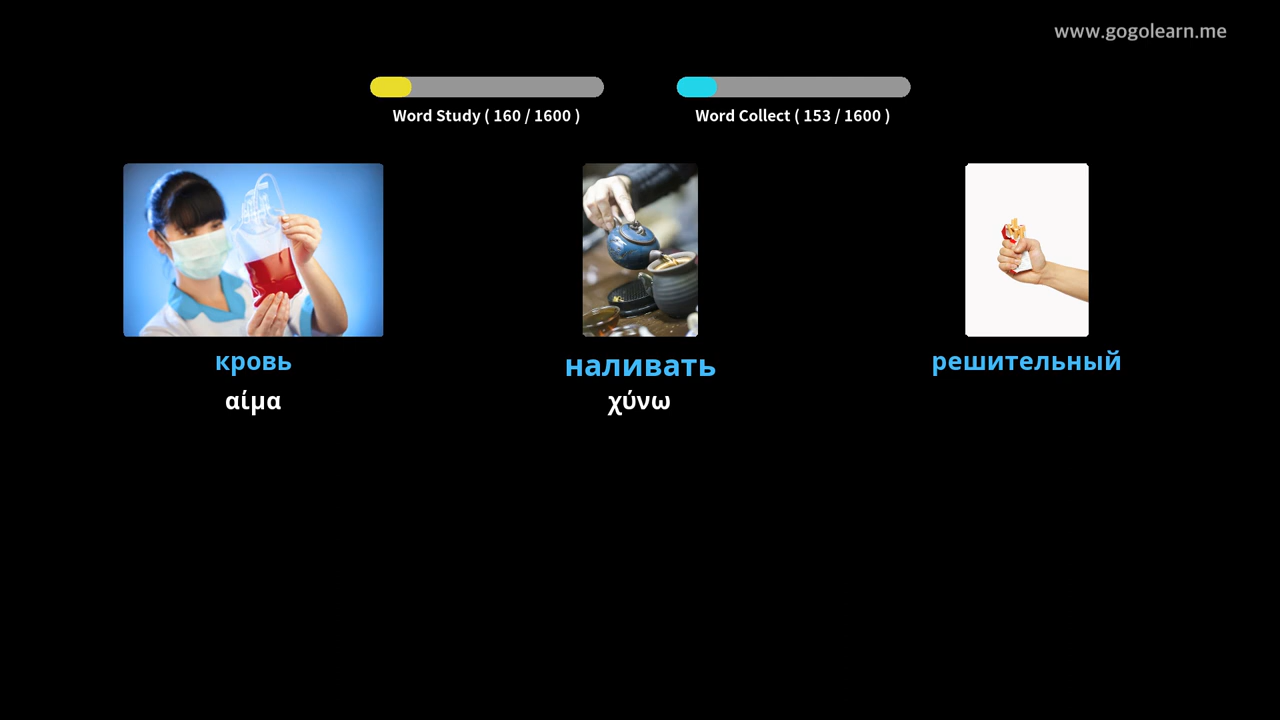 www.gogolearn.me
Word Study ( 160 / 1600 )
Word Collect ( 153 / 1600 )
кровь
наливать
решительный
αίμα
χύνω